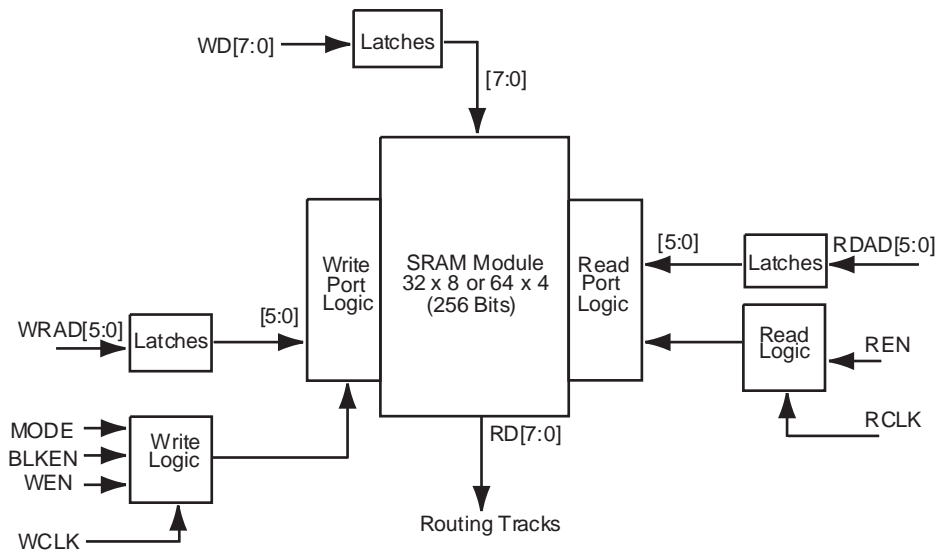 WD[7:0]
Latches
[7:0]
SRAM Module
32 x 8 or 64 x 4
(256 Bits)
Write
Port
Logic
Read
Port
Logic
[5:0]
Latches
RDAD[5:0]
WRAD[5:0]
Latches
[5:0]
Read
Logic
REN
RCLK
MODE
BLKEN
WEN
WCLK
Write
Logic
RD[7:0]
Routing Tracks